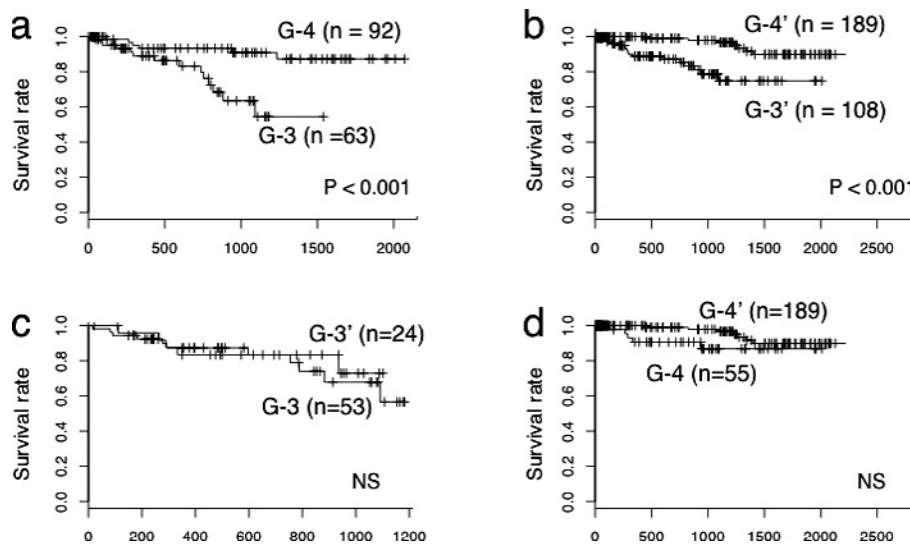 a
G-4 (n = 92)
G-3 (n =63)
P < 0.001
Survival rate
0.0 0.2 0.4 0.6 0.8 1.0
0 500 1000 1500 2000
b
G-4' (n = 189)
G-3' (n = 108)
P < 0.001
Survival rate
0.0 0.2 0.4 0.6 0.8 1.0
0 500 1000 1500 2000 2500
c
G-3' (n=24)
G-3 (n=53)
NS
Survival rate
0.0 0.2 0.4 0.6 0.8 1.0
0 200 400 600 800 1000 1200
d
G-4' (n=189)
G-4 (n=55)
NS
Survival rate
0.0 0.2 0.4 0.6 0.8 1.0
0 500 1000 1500 2000 2500